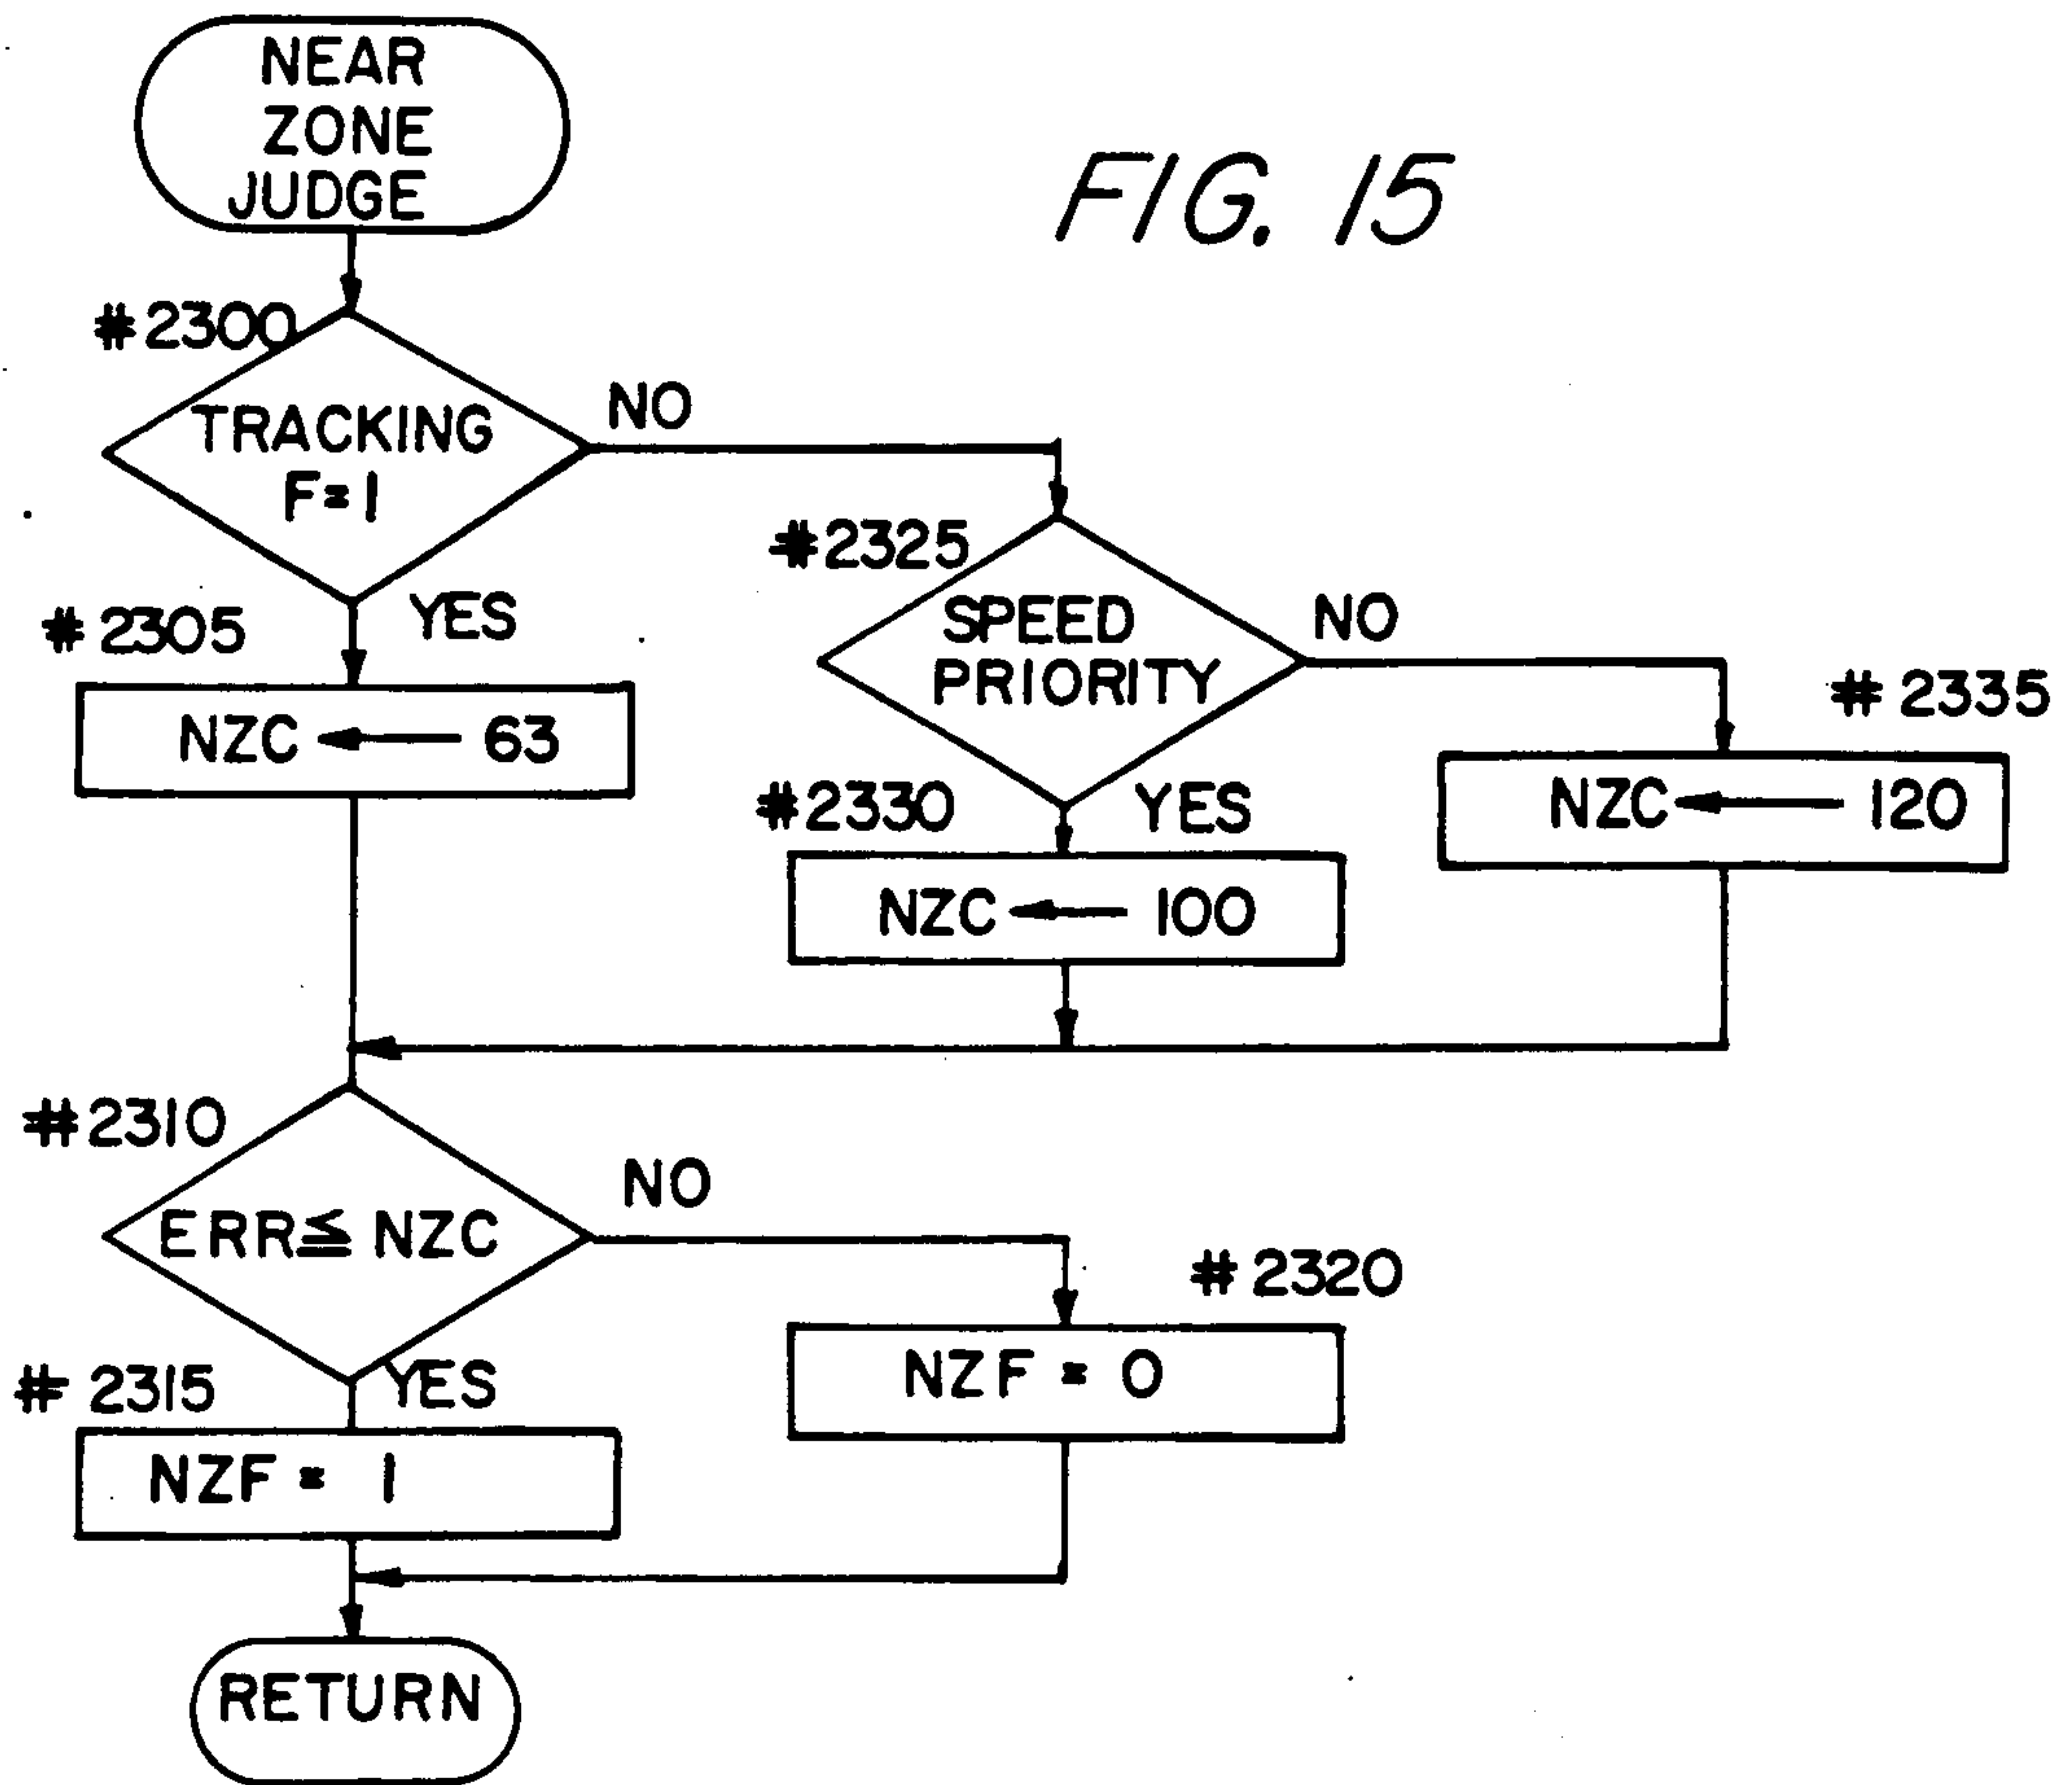 NEAR
ZONE
JUDGE
FIG. 15
#2300
TRACKING
F=1
NO
YES
#2325
SPEED
PRIORITY
NO
YES
#2305
NZC ← 63
#2335
NZC ← 120
#2330
NZC ← 100
#2310
ERR ≦ NZC
NO
YES
#2320
NZF = 0
#2315
NZF = 1
RETURN